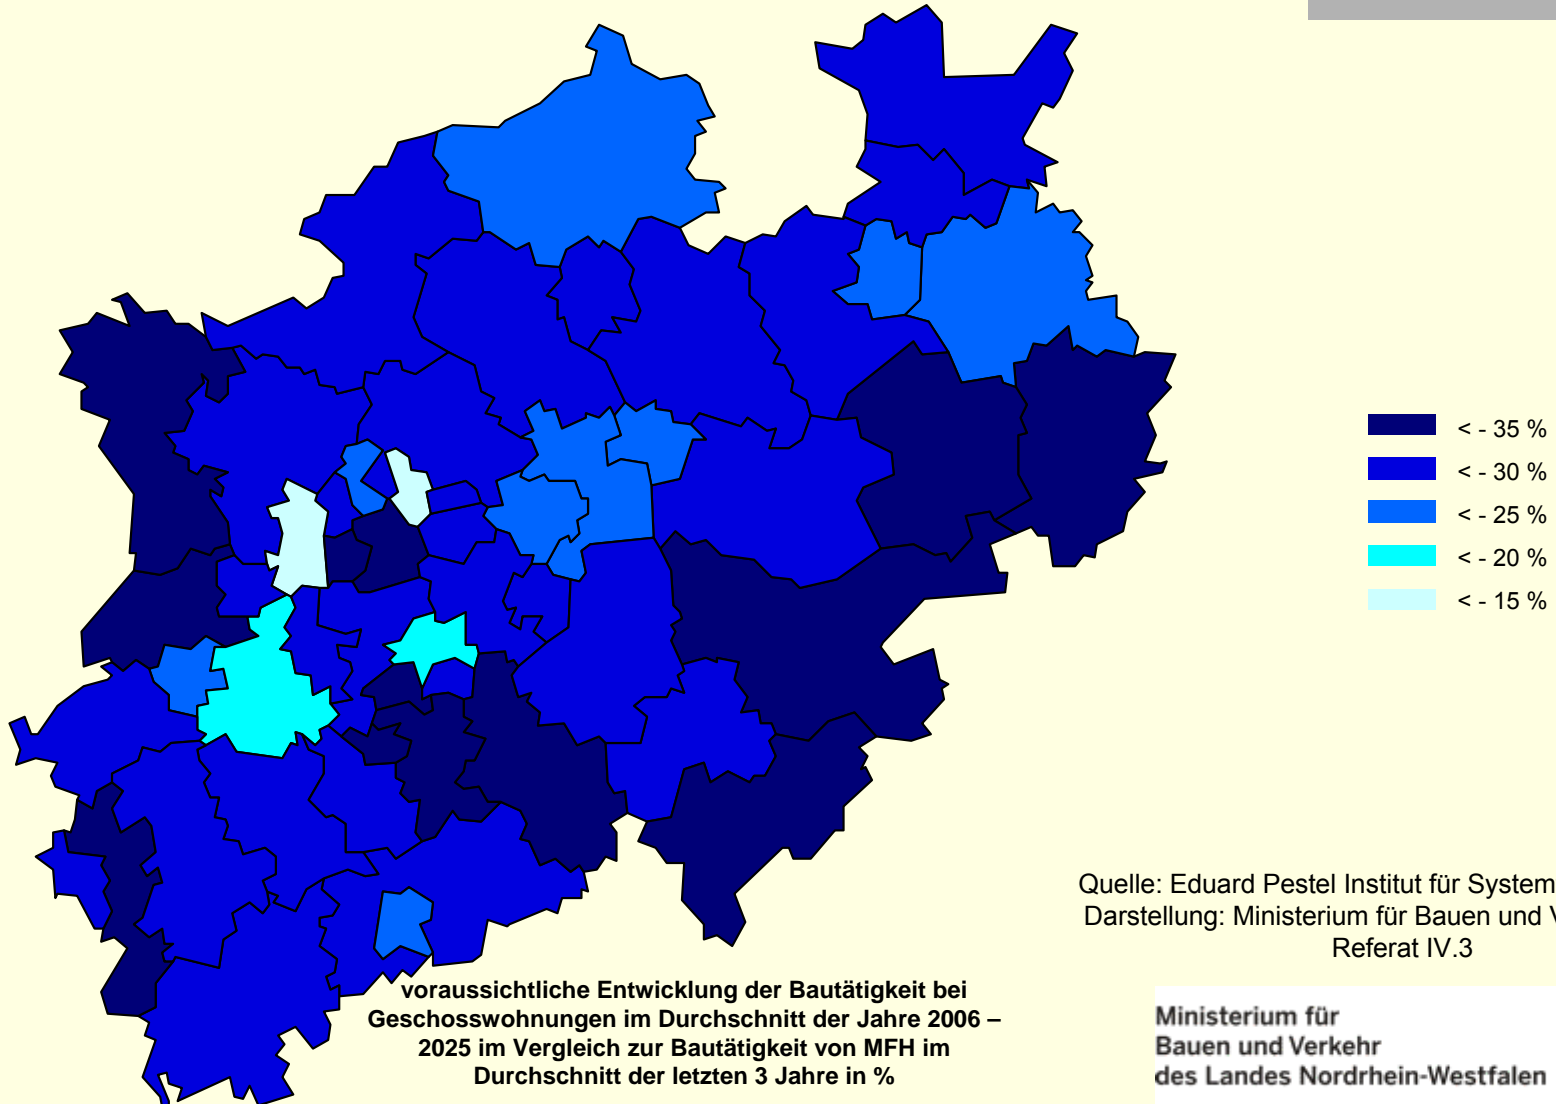 < - 35 %
< - 30 %
< - 25 %
< - 20 %
< - 15 %
Quelle: Eduard Pestel Institut für System
Darstellung: Ministerium für Bauen und V
Referat IV.3
voraussichtliche Entwicklung der Bautätigkeit bei
Geschosswohnungen im Durchschnitt der Jahre 2006 –
2025 im Vergleich zur Bautätigkeit von MFH im
Durchschnitt der letzten 3 Jahre in %
Ministerium für
Bauen und Verkehr
des Landes Nordrhein-Westfalen